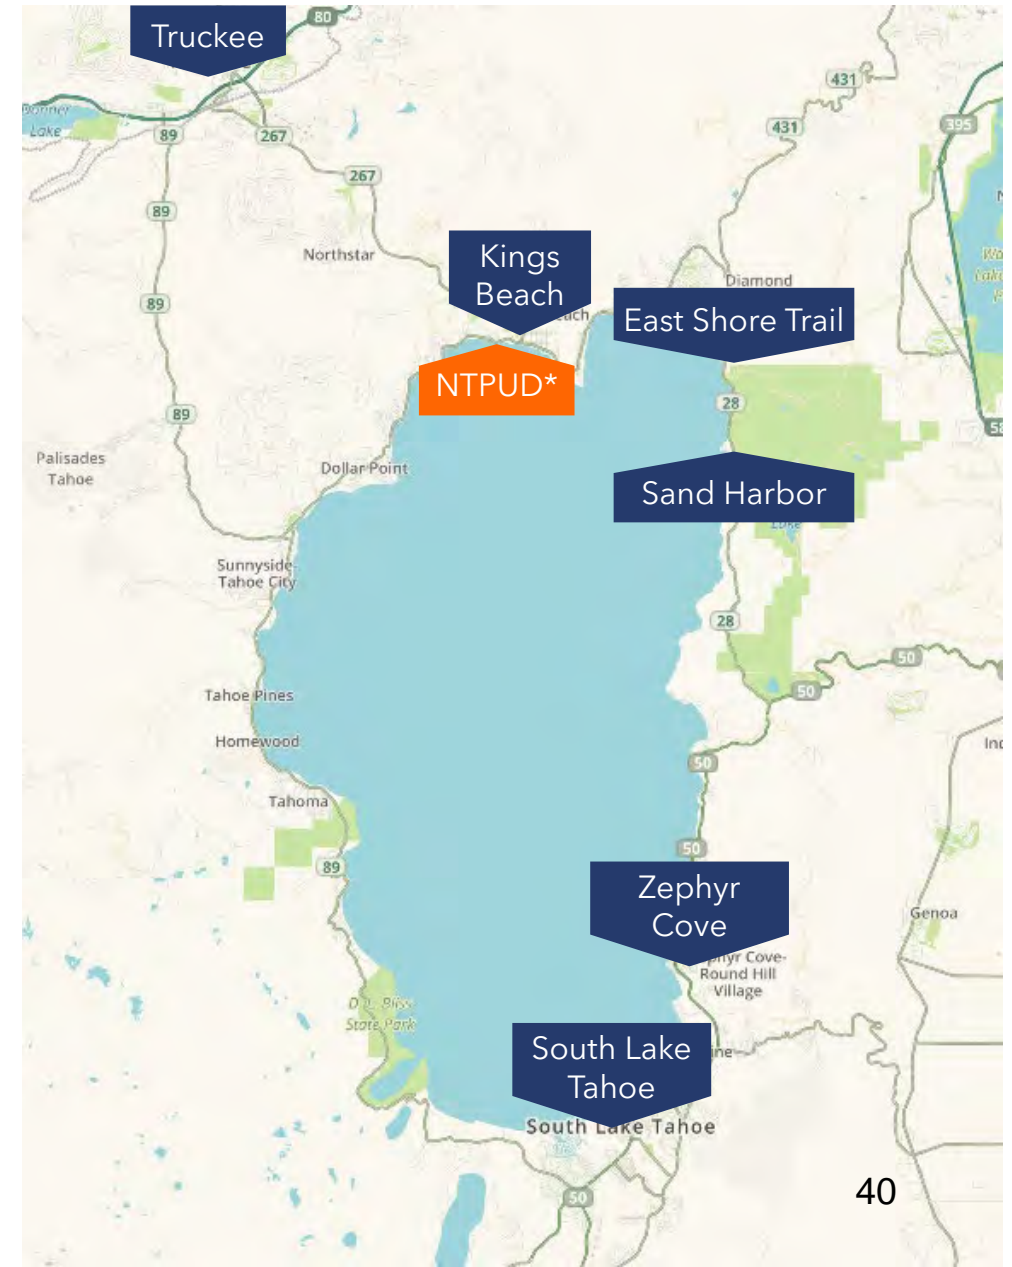 Truckee
80
431
Donner
Lake
89
267
431
395
267
89
Northstar
Kings
Beach
Diamond
89
East Shore Trail
NTPUD*
28
89
Palisades
Tahoe
Dollar Point
Sand Harbor
Lake
Sunnyside-
Tahoe City
28
50
Tahoe Pines
50
Homewood
50
Tahoma
50
89
Zephyr
Cove
Genoa
Round Hill
Village
D. L. Bliss
State Park
South Lake
Tahoe
South Lake Tahoe
40
50